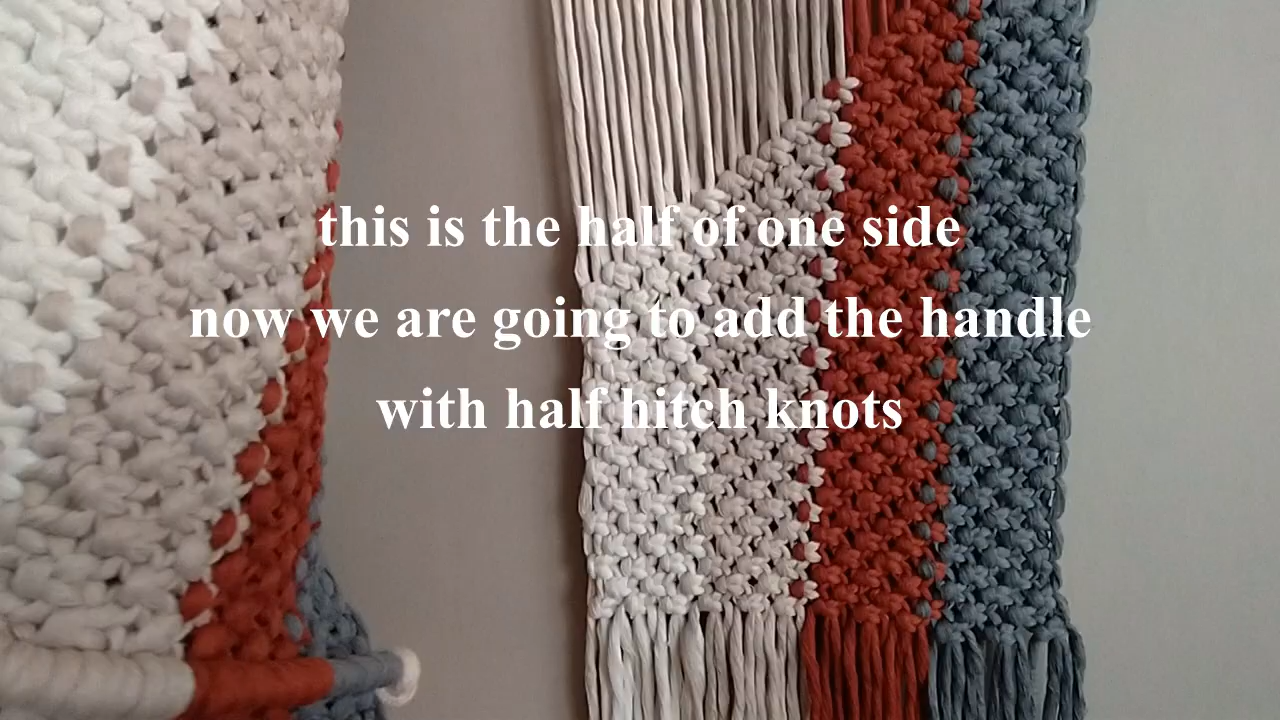 this is the half of one side
now we are going to add the handle
with half hitch knots